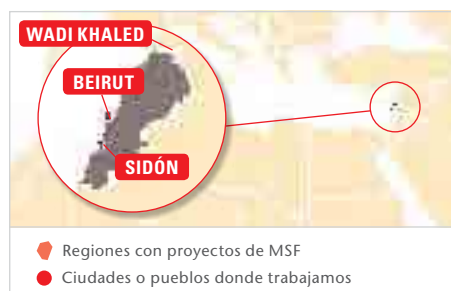 WADI KHALED
BEIRUT
SIDÓN
Regiones con proyectos de MSF
Ciudades o pueblos donde trabajamos